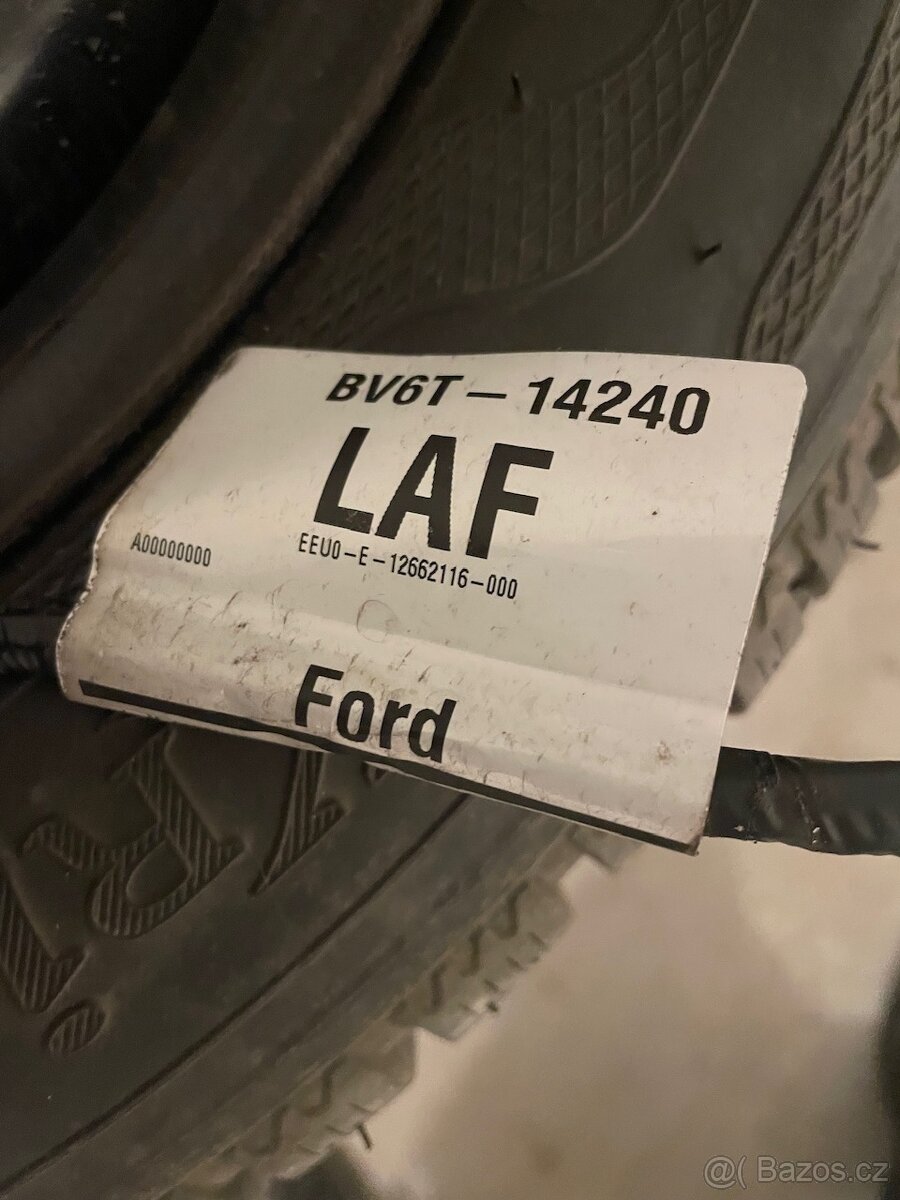 BV6T-14240
LAF
A00000000
EEU0-E-12662116-000
Ford
@( Bazos.cz